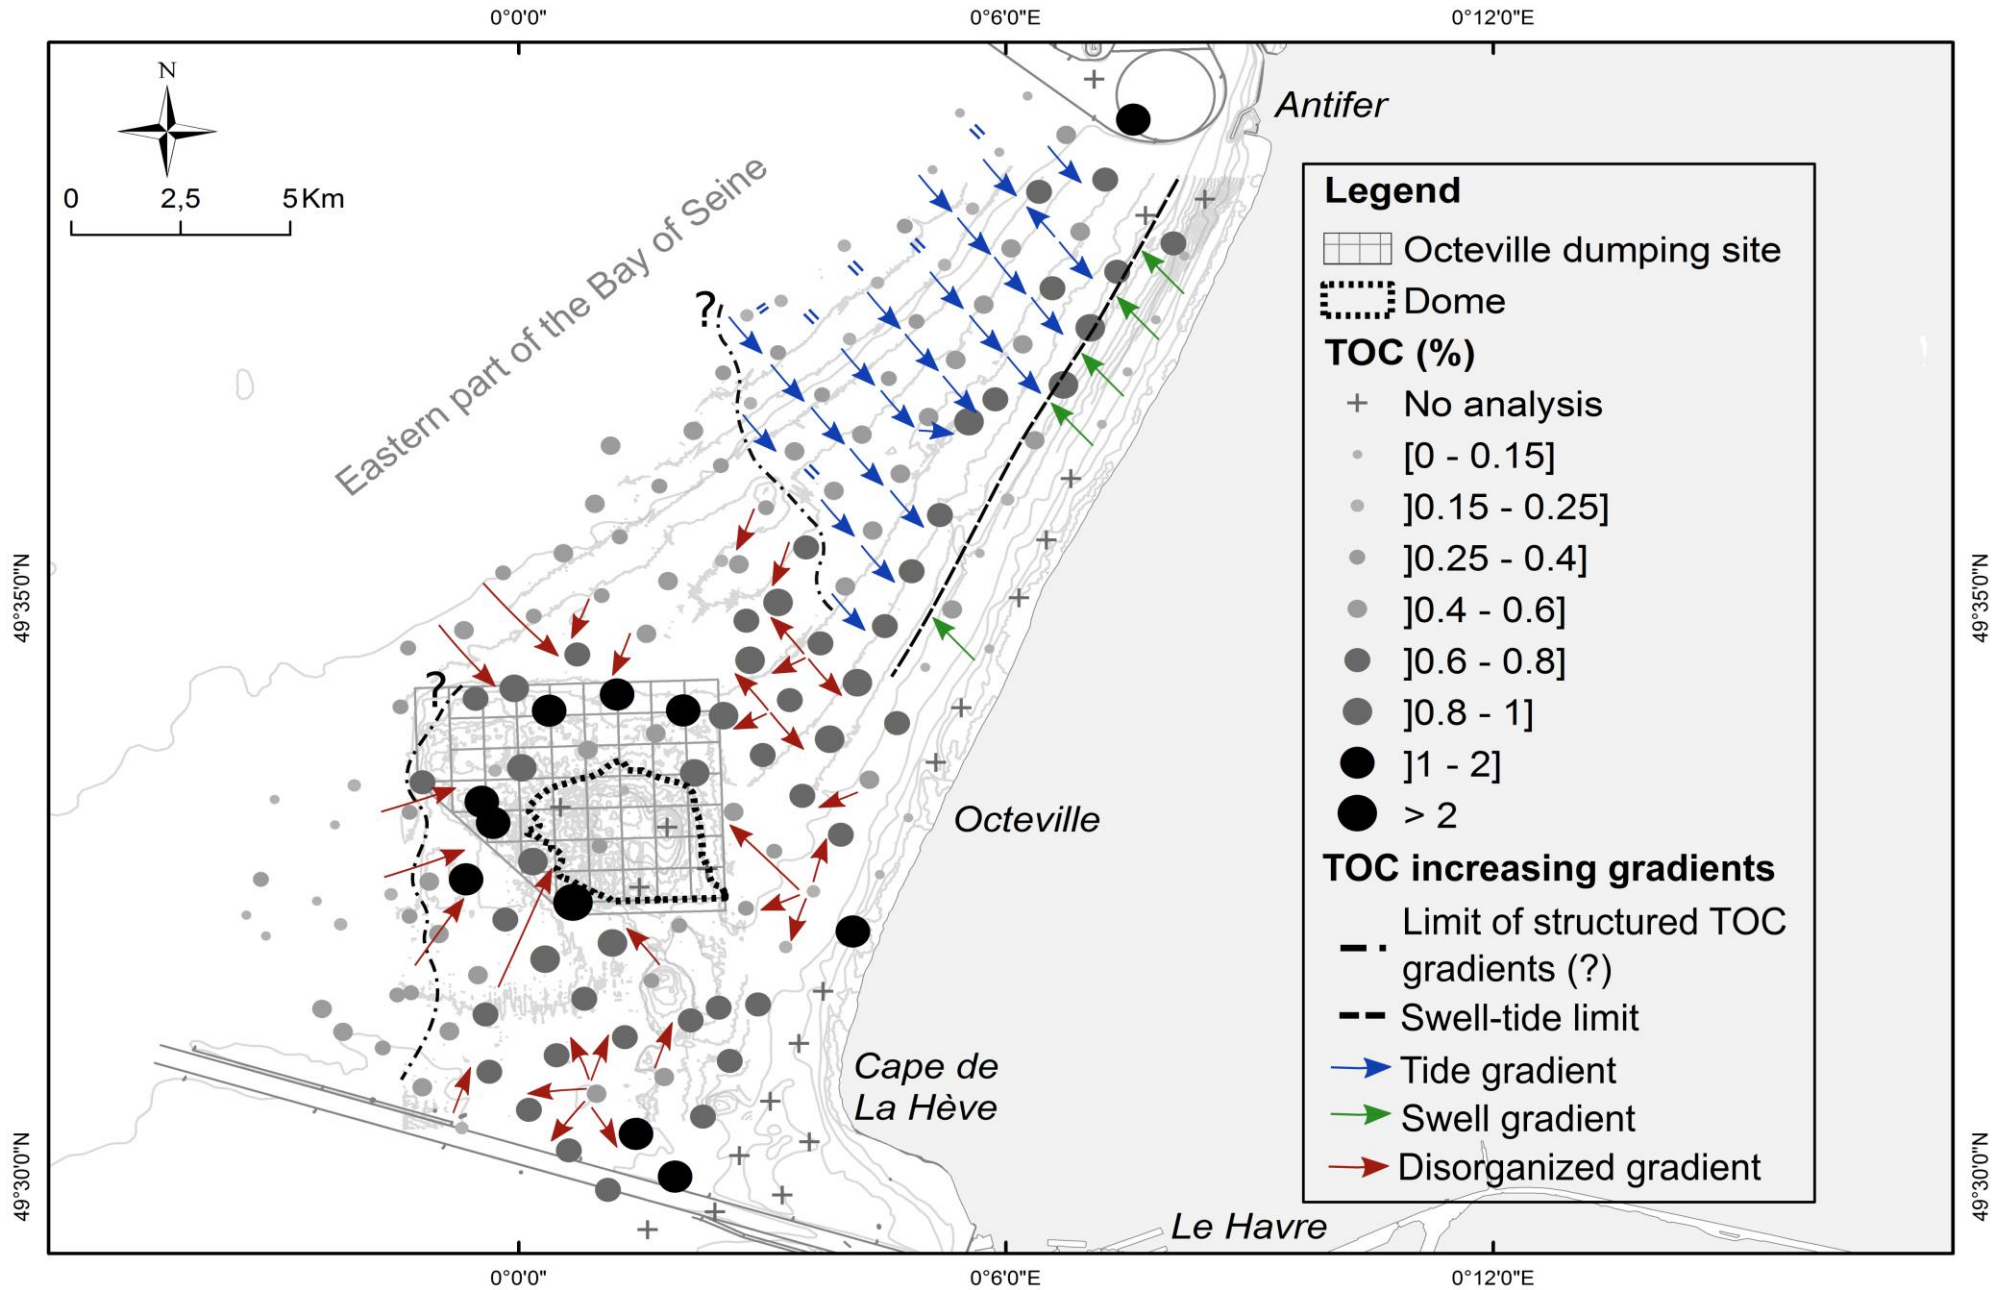 0°0'0"
0°6'0"E
0°12'0"E
N
0
2,5
5 Km
Eastern part of the Bay of Seine
Antifer
?
?
49°35'0"N
49°35'0"N
Octeville
Cape de
La Hève
Le Havre
49°30'0"N
49°30'0"N
Legend
Octeville dumping site
Dome
TOC (%)
No analysis
[0 - 0.15]
]0.15 - 0.25]
]0.25 - 0.4]
]0.4 - 0.6]
]0.6 - 0.8]
]0.8 - 1]
]1 - 2]
> 2
TOC increasing gradients
Limit of structured TOC
gradients (?)
Swell-tide limit
Tide gradient
Swell gradient
Disorganized gradient
0°0'0"
0°6'0"E
0°12'0"E